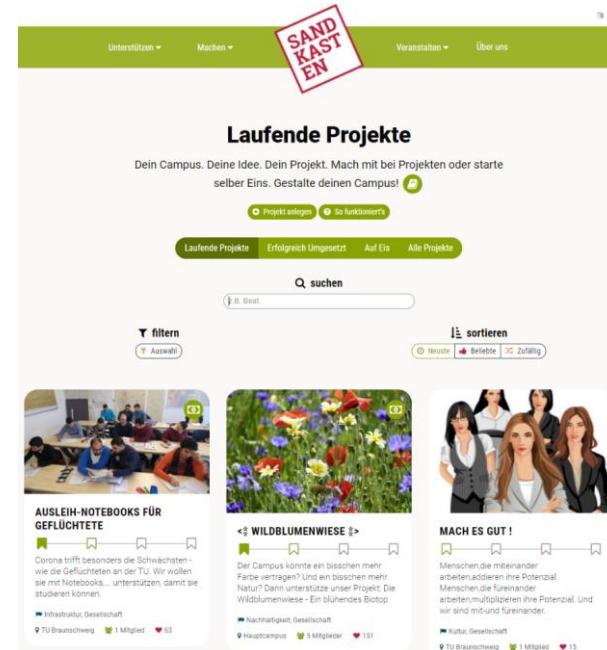 Unterstützen
Machen
SAND
KAST
EN
Veranstalten
Über uns
Laufende Projekte
Dein Campus. Deine Idee. Dein Projekt. Mach mit bei Projekten oder starte
selber Eins. Gestalte deinen Campus!
Projekt anlegen
So funktioniert's
Laufende Projekte
Erfolgreich Umgesetzt
Auf Eis
Alle Projekte
suchen
z.B. Beat
filtern
Auswahl
sortieren
Neuste
Beliebte
Zufällig
AUSLEIH-NOTEBOOKS FÜR
GEFLÜCHTETE
Corona trifft besonders die Schwächsten -
wie die Geflüchteten an der TU. Wir wollen
sie mit Notebooks,... unterstützen, damit sie
studieren können.
Infrastruktur, Gesellschaft
TU Braunschweig 1 Mitglied 63
<⚘ WILDBLUMENWIESE ⚘>
Der Campus könnte ein bisschen mehr
Farbe vertragen? Und ein bisschen mehr
Natur? Dann unterstütze unser Projekt: Die
Wildblumenwiese - Ein blühendes Biotop
Nachhaltigkeit, Gesellschaft
Hauptcampus 5 Mitglieder 151
MACH ES GUT !
Menschen,die miteinander
arbeiten,addieren ihre Potenzial.
Menschen,die füreinander
arbeiten,multiplizieren ihre Potenzial. Und
wir sind mit-und füreinander.
Kultur, Gesellschaft
TU Braunschweig 1 Mitglied 15